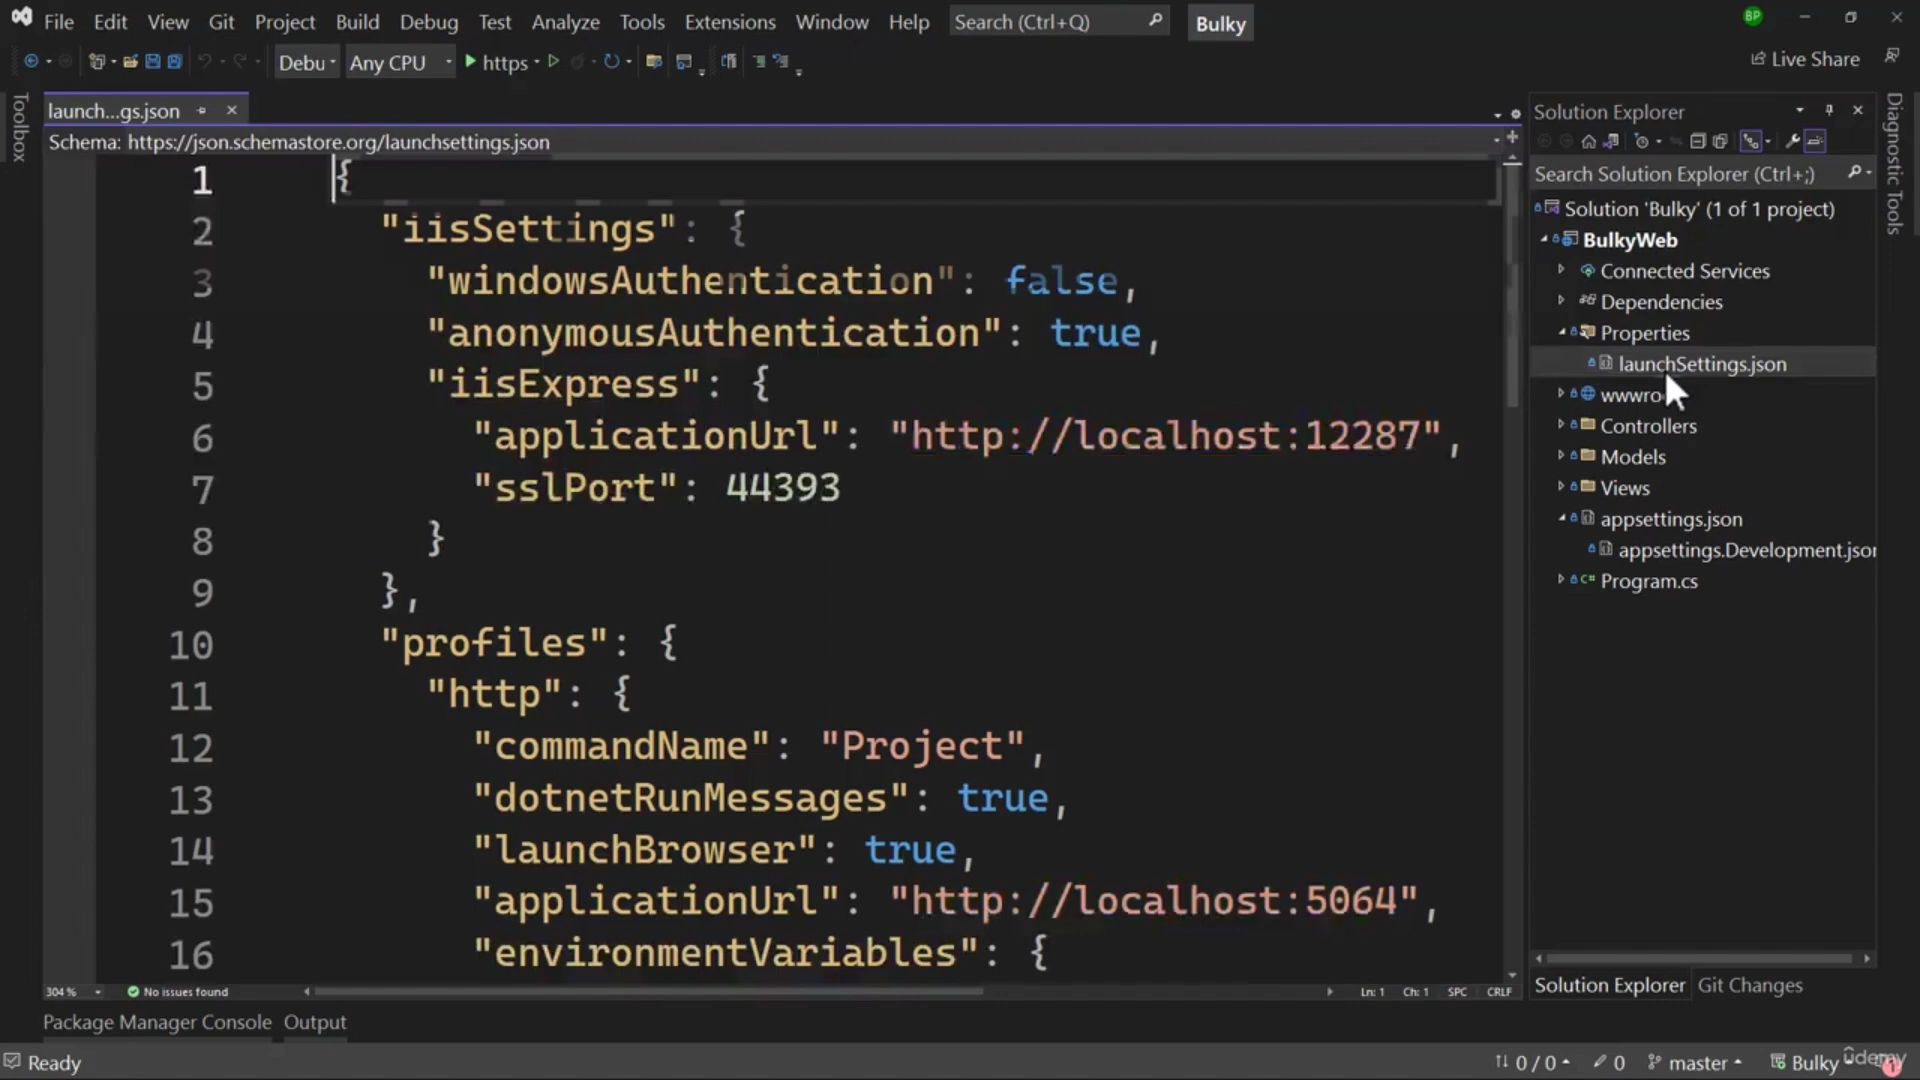 File Edit View Git Project Build Debug Test Analyze Tools Extensions Window Help Search (Ctrl+Q) Bulky BP
Debu Any CPU https Live Share
Toolbox
launch...gs.json
Schema: https://json.schemastore.org/launchsettings.json
1 {
2 "iisSettings": {
3 "windowsAuthentication": false,
4 "anonymousAuthentication": true,
5 "iisExpress": {
6 "applicationUrl": "http://localhost:12287",
7 "sslPort": 44393
8 }
9 },
10 "profiles": {
11 "http": {
12 "commandName": "Project",
13 "dotnetRunMessages": true,
14 "launchBrowser": true,
15 "applicationUrl": "http://localhost:5064",
16 "environmentVariables": {
304 % No issues found Ln: 1 Ch: 1 SPC CRLF
Solution Explorer
Search Solution Explorer (Ctrl+;)
Solution 'Bulky' (1 of 1 project)
BulkyWeb
Connected Services
Dependencies
Properties
launchSettings.json
wwwro
Controllers
Models
Views
appsettings.json
appsettings.Development.jsor
C# Program.cs
Solution Explorer Git Changes
Diagnostic Tools
Package Manager Console Output
Ready 0 / 0 0 master Bulky 1
ûdemy